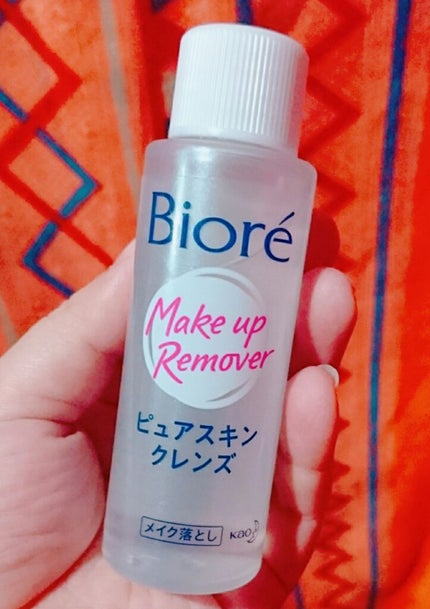 Bioré
Make up
Remover
ピュアスキン
クレンズ
メイク落とし
Kao